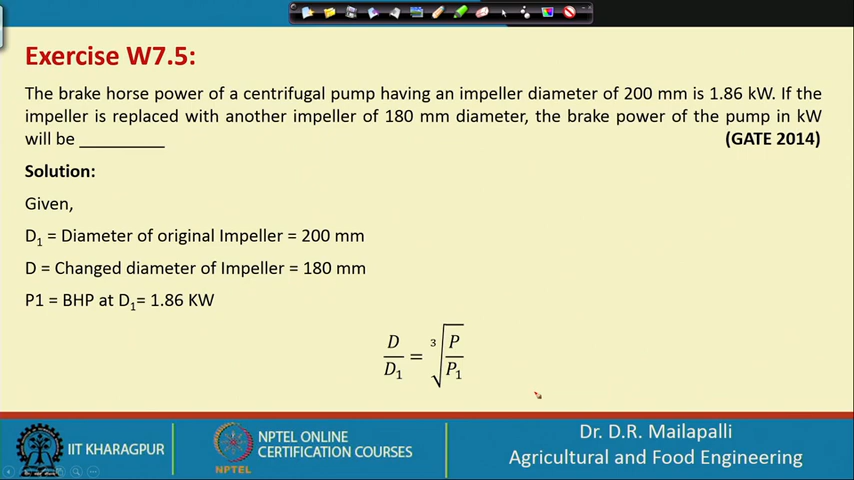 Exercise W7.5:
The brake horse power of a centrifugal pump having an impeller diameter of 200 mm is 1.86 kW. If the
impeller is replaced with another impeller of 180 mm diameter, the brake power of the pump in kW
will be __________ (GATE 2014)
Solution:
Given,
D₁ = Diameter of original Impeller = 200 mm
D = Changed diameter of Impeller = 180 mm
P1 = BHP at D₁= 1.86 KW
D/D₁ = ∛(P/P₁)
IIT KHARAGPUR
NPTEL
NPTEL ONLINE
CERTIFICATION COURSES
Dr. D.R. Mailapalli
Agricultural and Food Engineering